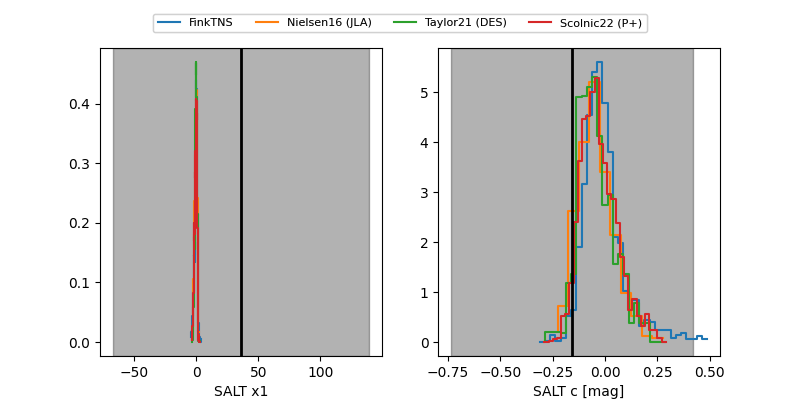 FinkTNS Nielsen16 (JLA) Taylor21 (DES) Scolnic22 (P+)
0.4
0.3
0.2
0.1
0.0
−50 0 50 100
SALT x1
5
4
3
2
1
0
−0.75 −0.50 −0.25 0.00 0.25 0.50
SALT c [mag]